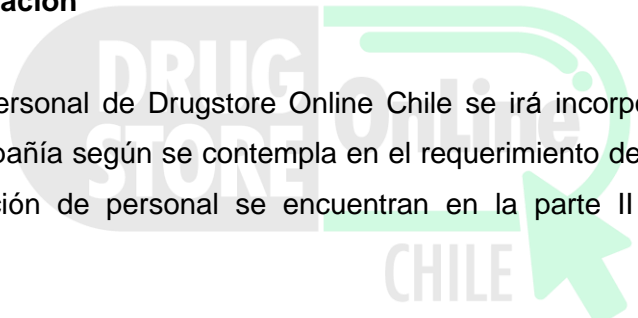 ación
ersonal de Drugstore Online Chile se irá incorpo
pañía según se contempla en el requerimiento de
ción de personal se encuentran en la parte II
DRUG
STORE
OnLine
CHILE